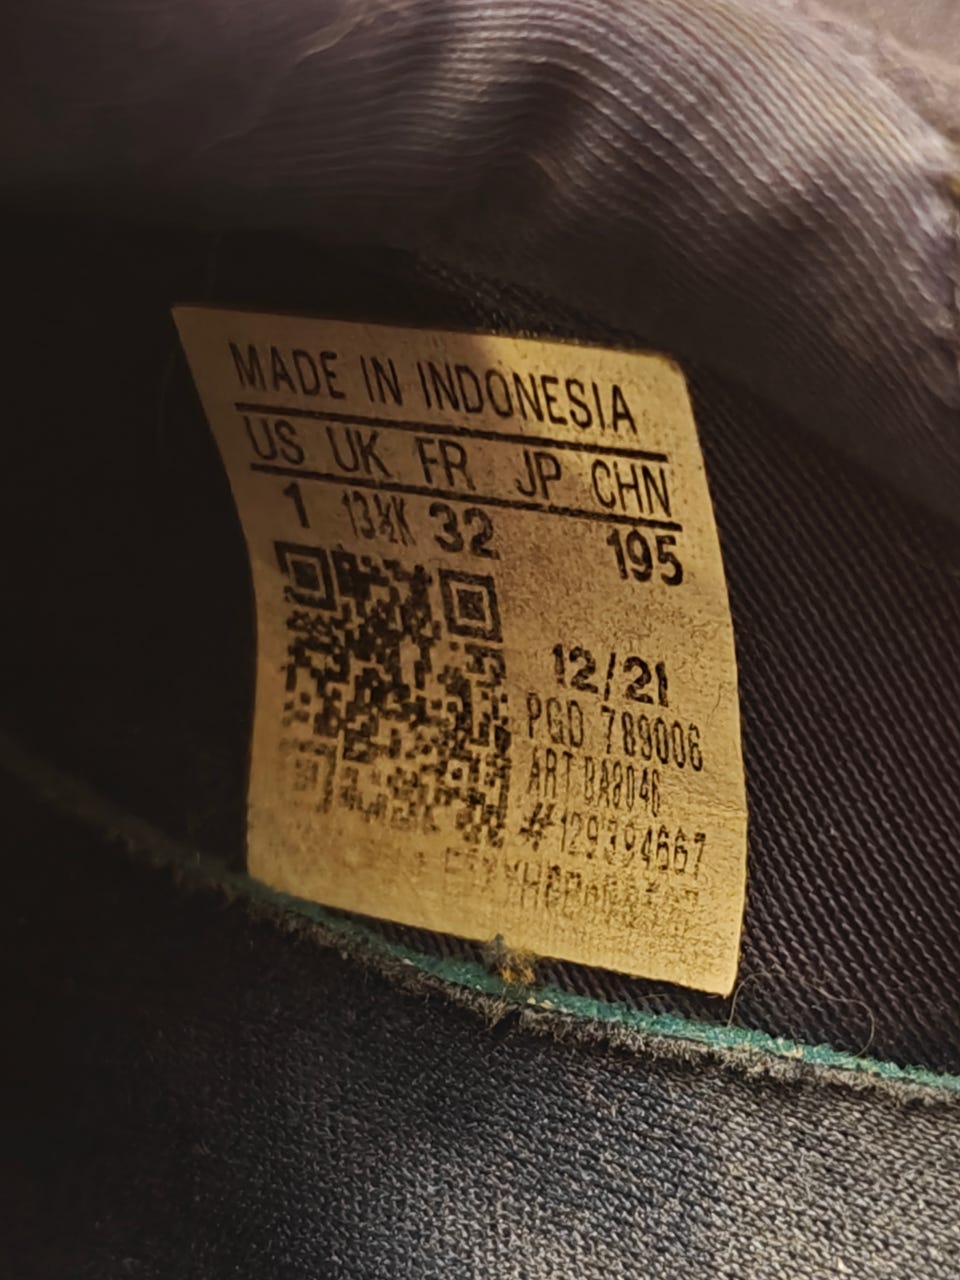 MADE IN INDONESIA
US UK FR JP CHN
1 13½K 32 195
12/21
PGD 789006
ART BA8046
#129394667